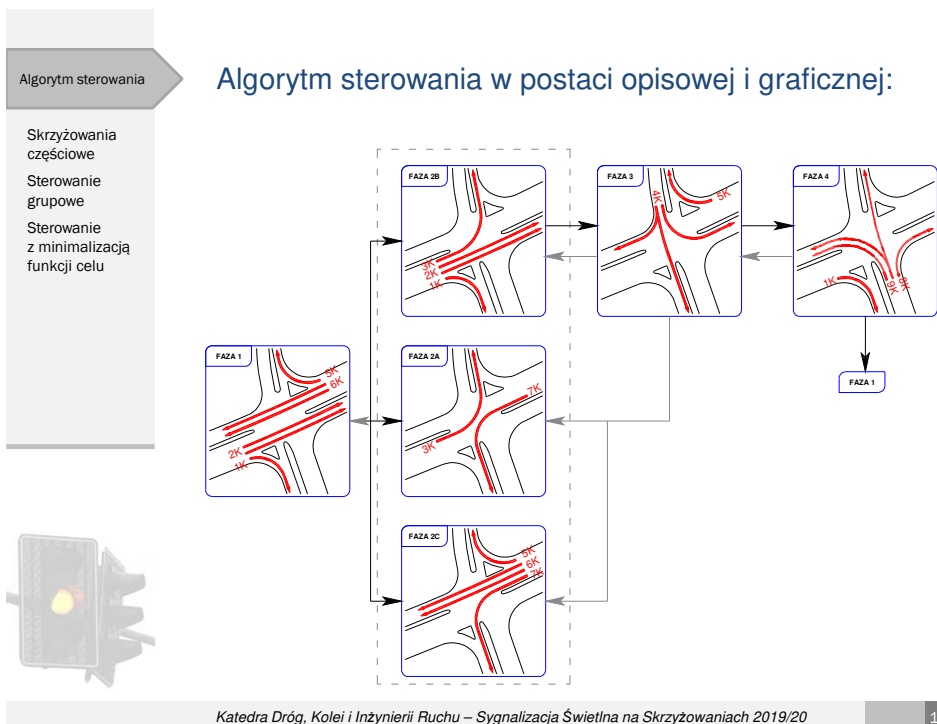 Algorytm sterowania
Skrzyżowania
częściowe
Sterowanie
grupowe
Sterowanie
z minimalizacją
funkcji celu
Algorytm sterowania w postaci opisowej i graficznej:
FAZA 2B
3K
2K
1K
FAZA 3
4K
5K
FAZA 4
1K
9K
8K
FAZA 1
FAZA 1
5K
6K
2K
1K
FAZA 2A
7K
3K
FAZA 2C
5K
6K
7K
Katedra Dróg, Kolei i Inżynierii Ruchu – Sygnalizacja Świetlna na Skrzyżowaniach 2019/20
1